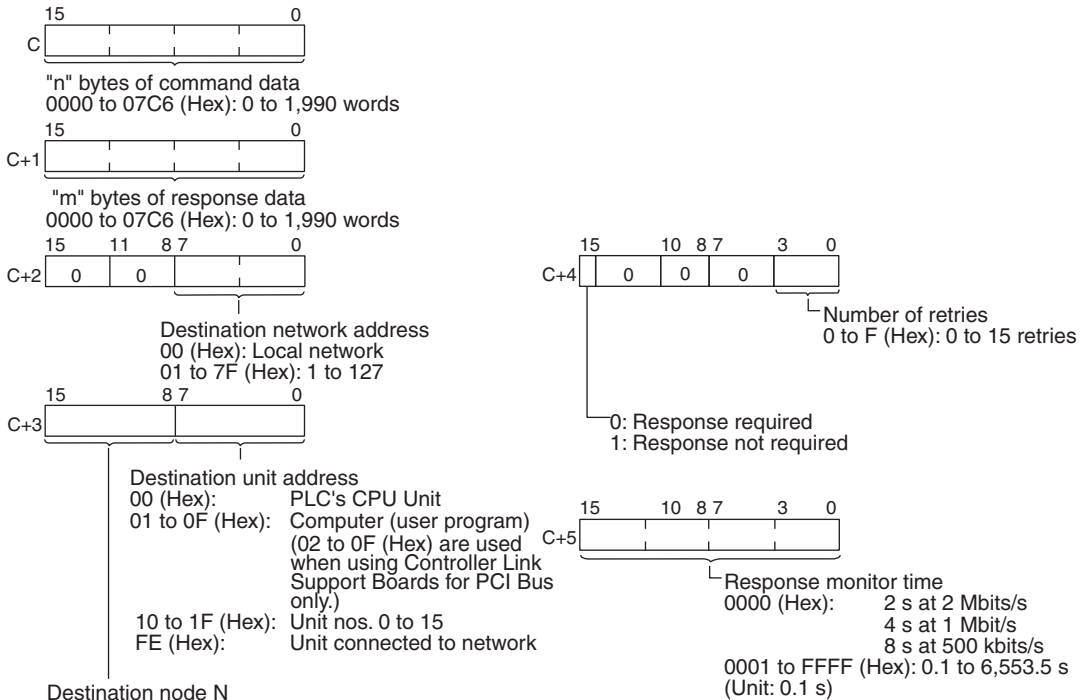 15 0
C
"n" bytes of command data
0000 to 07C6 (Hex): 0 to 1,990 words
15 0
C+1
"m" bytes of response data
0000 to 07C6 (Hex): 0 to 1,990 words
15 11 8 7 0
C+2 0 0
Destination network address
00 (Hex): Local network
01 to 7F (Hex): 1 to 127
15 8 7 0
C+3
Destination unit address
00 (Hex): PLC's CPU Unit
01 to 0F (Hex): Computer (user program)
(02 to 0F (Hex) are used
when using Controller Link
Support Boards for PCI Bus
only.)
10 to 1F (Hex): Unit nos. 0 to 15
FE (Hex): Unit connected to network
Destination node N
15 10 8 7 3 0
C+4 0 0 0
Number of retries
0 to F (Hex): 0 to 15 retries
0: Response required
1: Response not required
15 10 8 7 3 0
C+5
Response monitor time
0000 (Hex): 2 s at 2 Mbits/s
4 s at 1 Mbit/s
8 s at 500 kbits/s
0001 to FFFF (Hex): 0.1 to 6,553.5 s
(Unit: 0.1 s)